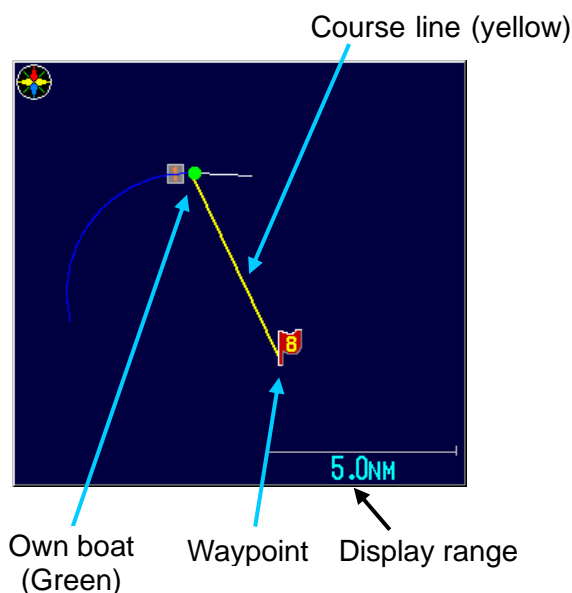 Course line (yellow)
8
5.0NM
Own boat
(Green)
Waypoint
Display range